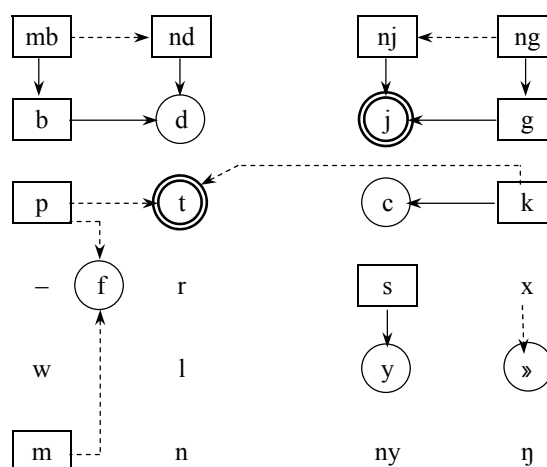 mb nd nj ng
b d j g
p t c k
– f r s x
w l y »
m n ny ŋ